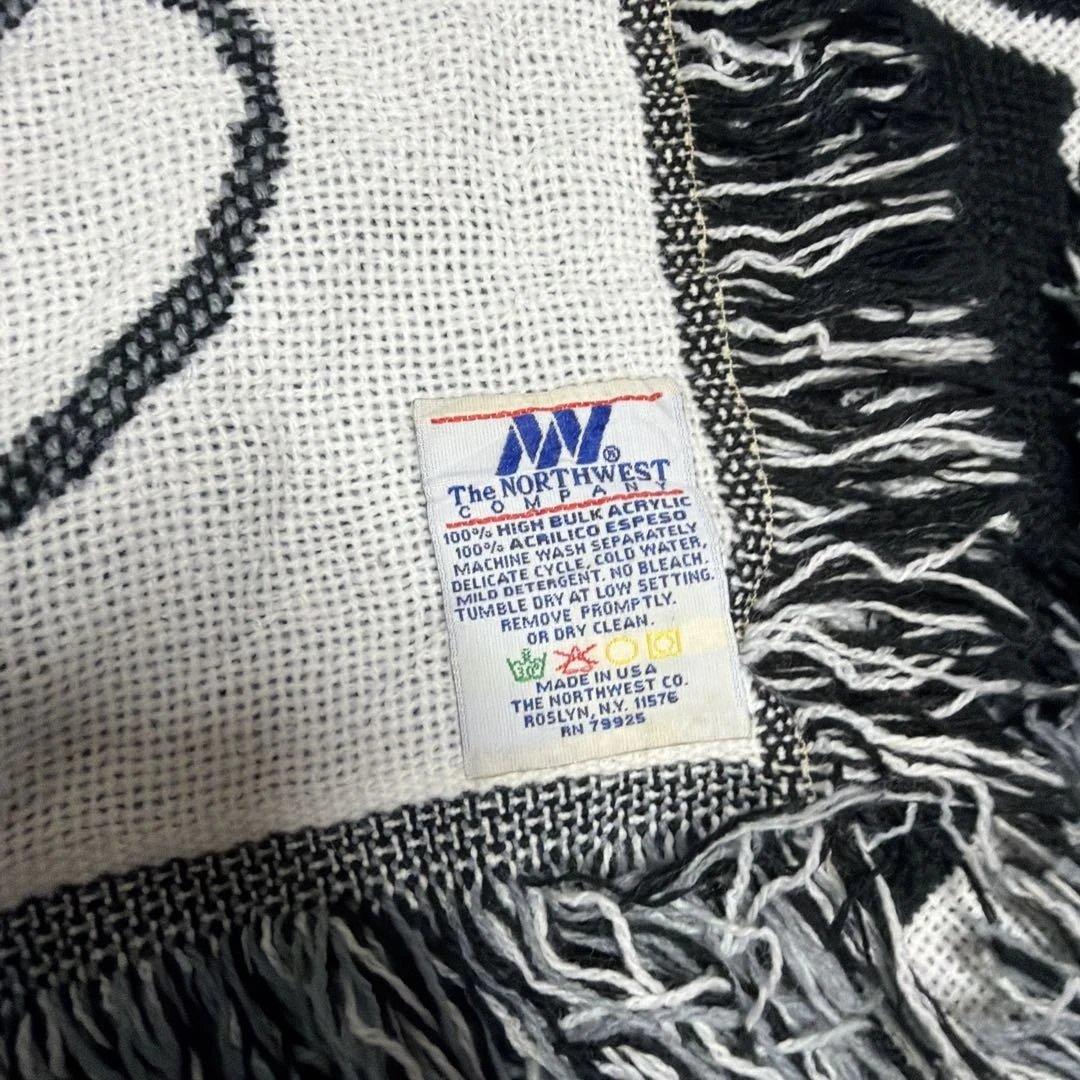 NW®
The NORTHWEST
COMPANY
100% HIGH BULK ACRYLIC
100% ACRILICO ESPESO
MACHINE WASH SEPARATELY
DELICATE CYCLE, COLD WATER,
MILD DETERGENT. NO BLEACH.
TUMBLE DRY AT LOW SETTING.
REMOVE PROMPTLY.
OR DRY CLEAN.
MADE IN USA
THE NORTHWEST CO.
ROSLYN, N.Y. 11576
RN 79925